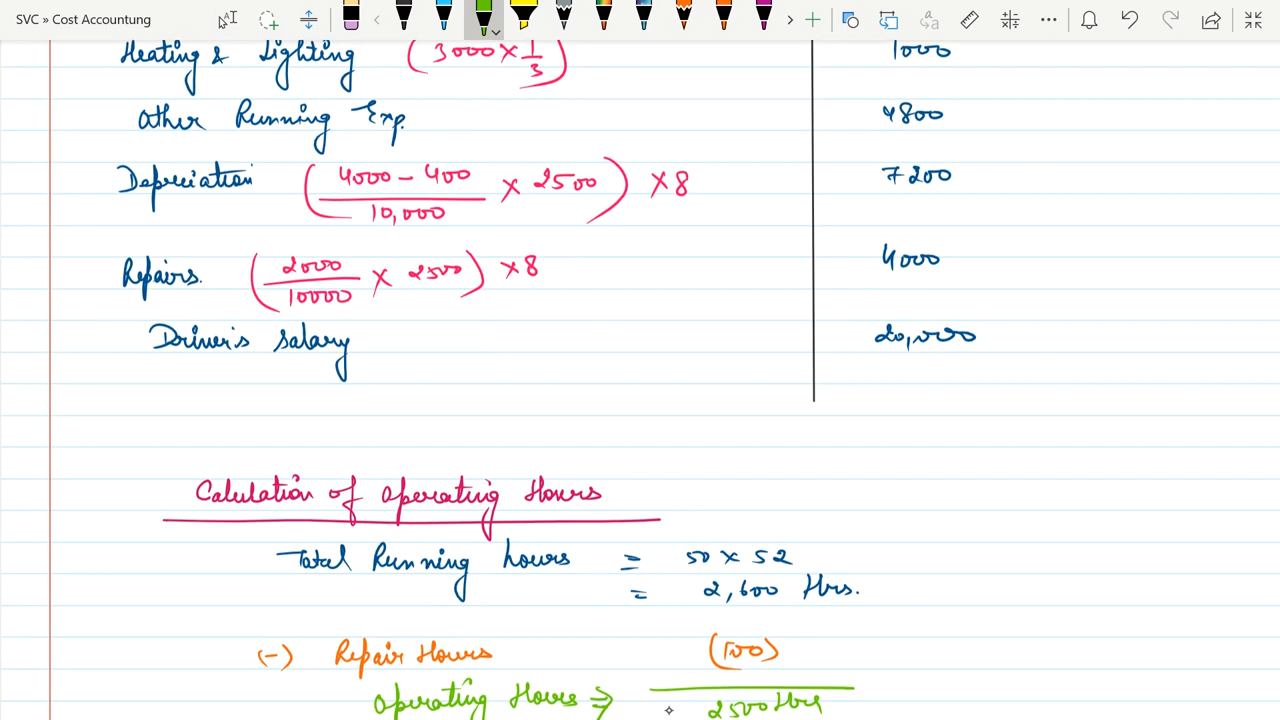 SVC » Cost Accountung
Heating & Lighting (3000 × 1/3) 1000
Other Running Exp. 4800
Depreciation (4000 – 400 / 10,000 × 2500) × 8 7200
Repairs. (2000 / 10000 × 2500) × 8 4000
Driver's Salary 20,000
Calculation of Operating Hours
Total Running hours = 50 × 52
= 2,600 Hrs.
(-) Repair Hours (100)
Operating Hours ⇒ 2500 Hrs